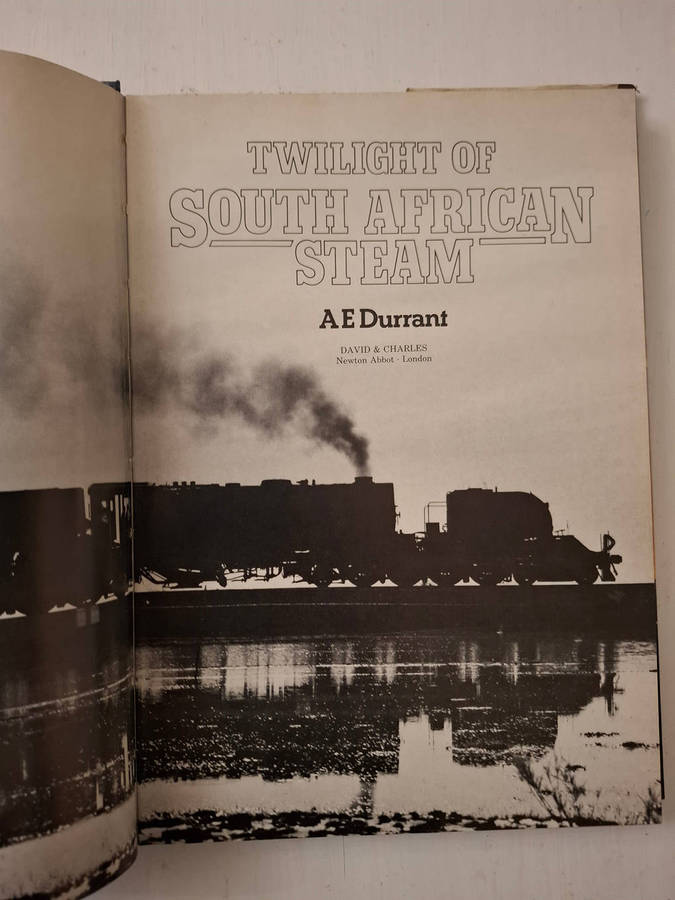 TWILIGHT OF
SOUTH AFRICAN
STEAM
A E Durrant
DAVID & CHARLES
Newton Abbot · London